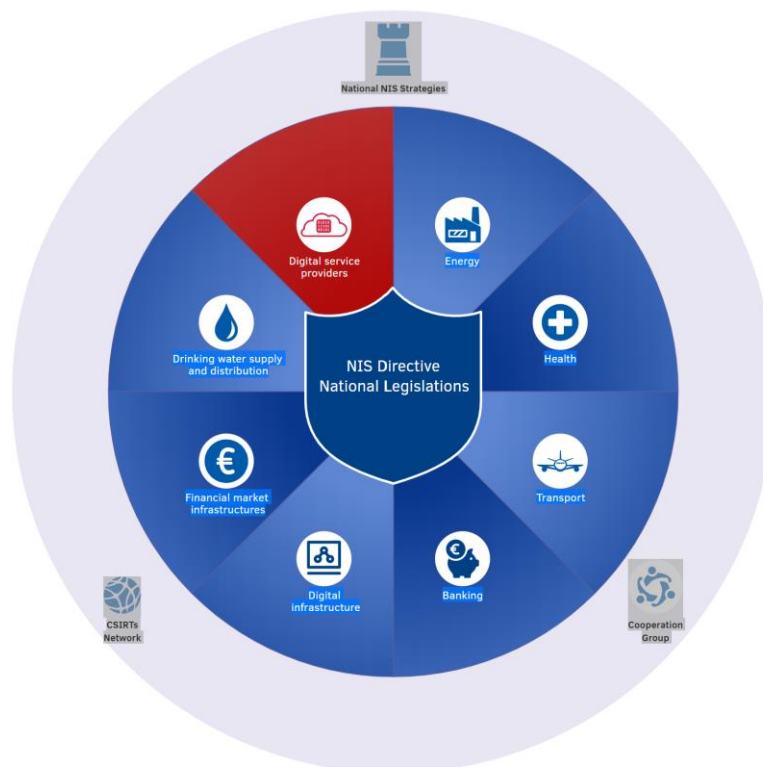 National NIS Strategies
Digital service
providers
Energy
Drinking water supply
and distribution
Health
NIS Directive
National Legislations
Financial market
infrastructures
Transport
Digital
infrastructure
Banking
CSIRTs
Network
Cooperation
Group